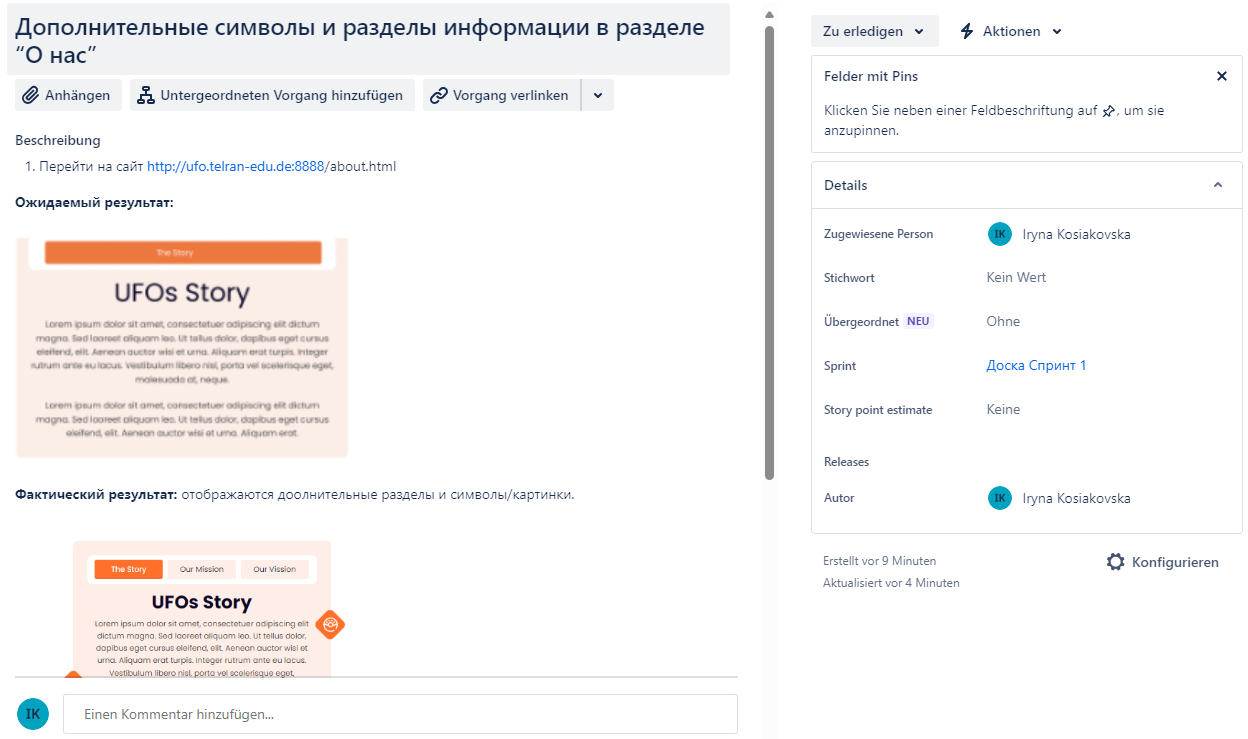 Дополнительные символы и разделы информации в разделе
“О нас”
Anhängen
Untergeordneten Vorgang hinzufügen
Vorgang verlinken
Beschreibung
1. Перейти на сайт http://ufo.telran-edu.de:8888/about.html
Ожидаемый результат:
The Story
UFOs Story
Lorem ipsum dolor sit amet, consectetuer adipiscing elit dictum
magna. Sed laoreet aliquam leo. Ut tellus dolor, dapibus eget cursus
eleifend, elit. Aenean auctor wisi et urna. Aliquam erat turpis. Integer
rutrum ante eu lacus. Vestibulum libero nisl, porta vel scelerisque eget,
malesuada at, neque.
Lorem ipsum dolor sit amet, consectetuer adipiscing elit dictum
magna. Sed laoreet aliquam leo. Ut tellus dolor, dapibus eget cursus
eleifend, elit. Aenean auctor wisi et urna. Aliquam erat.
Фактический результат: отображаются доолнительные разделы и символы/картинки.
The Story
Our Mission
Our Vission
UFOs Story
Lorem ipsum dolor sit amet, consectetuer adipiscing elit
dictum magna. Sed laoreet aliquam leo. Ut tellus dolor,
dapibus eget cursus eleifend, elit. Aenean auctor wisi et
urna. Aliquam erat turpis. Integer rutrum ante eu lacus.
Vestibulum libero nisl, porta vel scelerisque eget,
IK
Einen Kommentar hinzufügen...
Zu erledigen
Aktionen
Felder mit Pins
Klicken Sie neben einer Feldbeschriftung auf , um sie
anzupinnen.
Details
Zugewiesene Person
IK Iryna Kosiakovska
Stichwort
Kein Wert
Übergeordnet NEU
Ohne
Sprint
Доска Спринт 1
Story point estimate
Keine
Releases
Autor
IK Iryna Kosiakovska
Erstellt vor 9 Minuten
Aktualisiert vor 4 Minuten
Konfigurieren